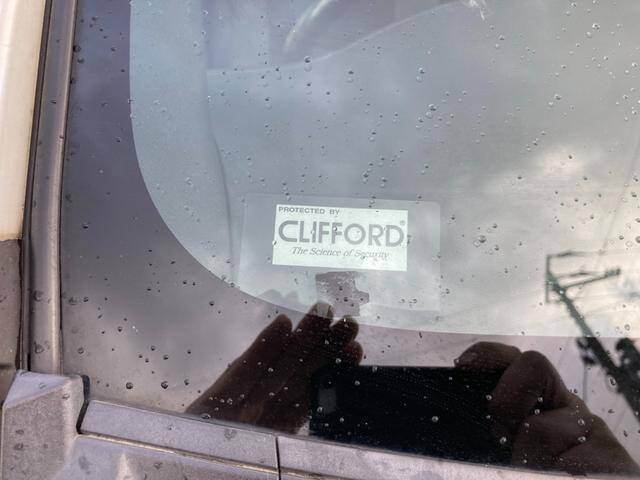 PROTECTED BY
CLIFFORD®
The Science of Security